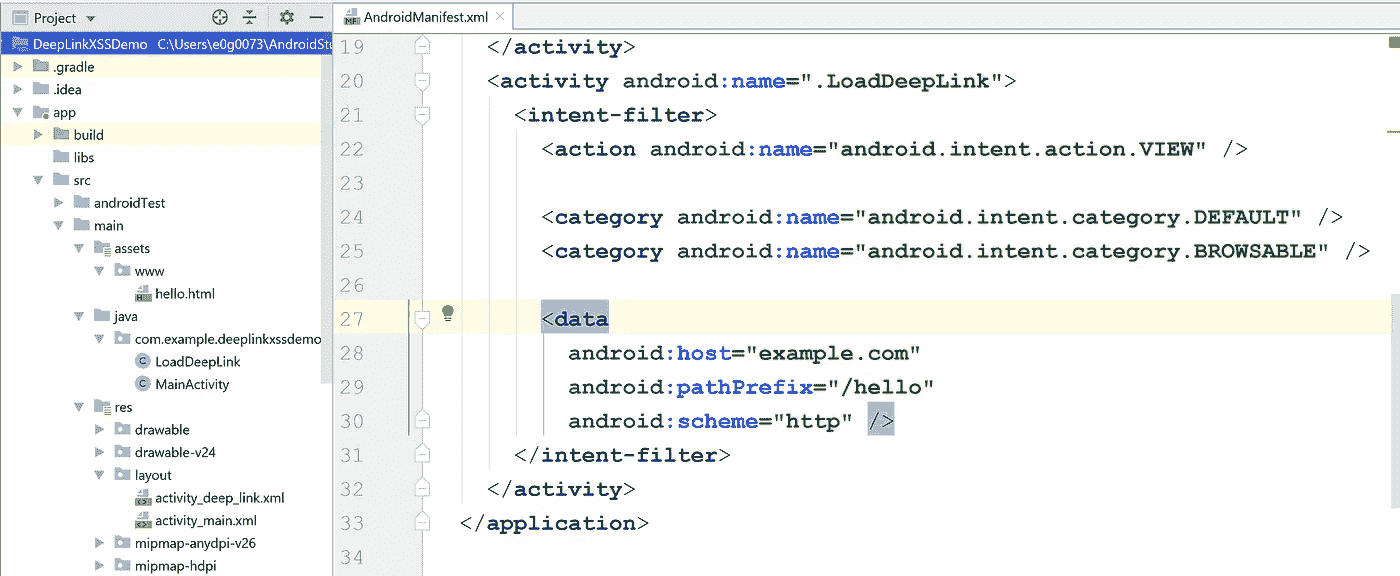 Project
DeepLinkXSSDemo C:\Users\e0g0073\AndroidStu
.gradle
.idea
app
build
libs
src
androidTest
main
assets
www
hello.html
java
com.example.deeplinkxssdemo
LoadDeepLink
MainActivity
res
drawable
drawable-v24
layout
activity_deep_link.xml
activity_main.xml
mipmap-anydpi-v26
mipmap-hdpi
AndroidManifest.xml
19 </activity>
20 <activity android:name=".LoadDeepLink">
21 <intent-filter>
22 <action android:name="android.intent.action.VIEW" />
23
24 <category android:name="android.intent.category.DEFAULT" />
25 <category android:name="android.intent.category.BROWSABLE" />
26
27 <data
28 android:host="example.com"
29 android:pathPrefix="/hello"
30 android:scheme="http" />
31 </intent-filter>
32 </activity>
33 </application>
34